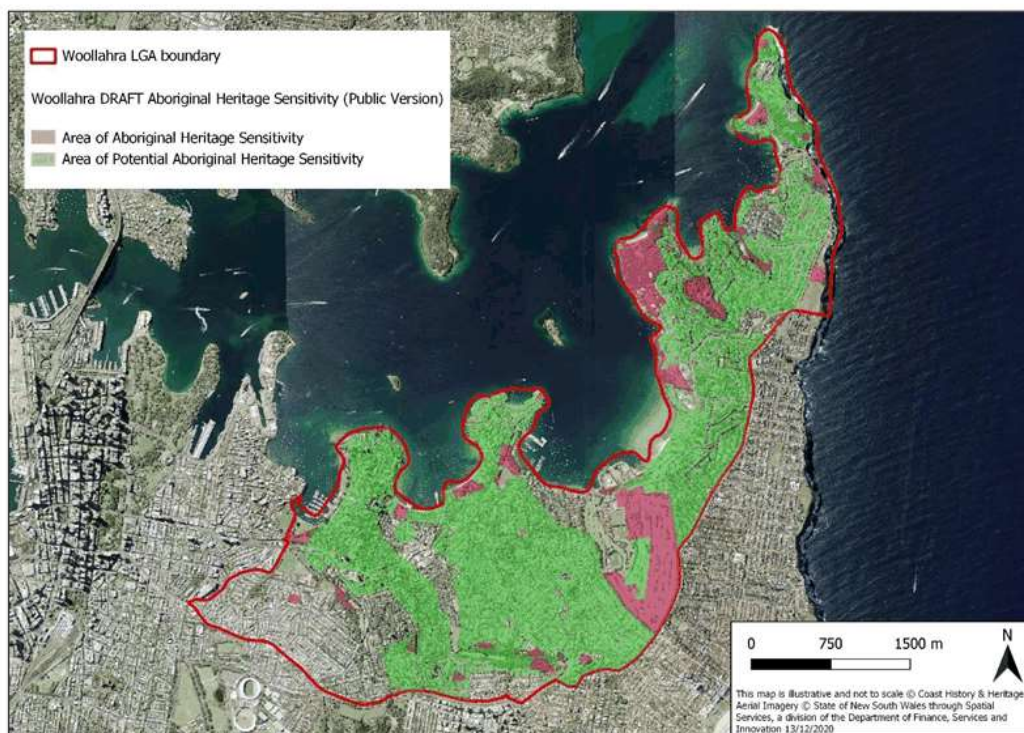 Woollahra LGA boundary
Woollahra DRAFT Aboriginal Heritage Sensitivity (Public Version)
Area of Aboriginal Heritage Sensitivity
Area of Potential Aboriginal Heritage Sensitivity
0 750 1500 m
N
This map is illustrative and not to scale © Coast History & Heritage
Aerial Imagery © State of New South Wales through Spatial
Services, a division of the Department of Finance, Services and
Innovation 13/12/2020